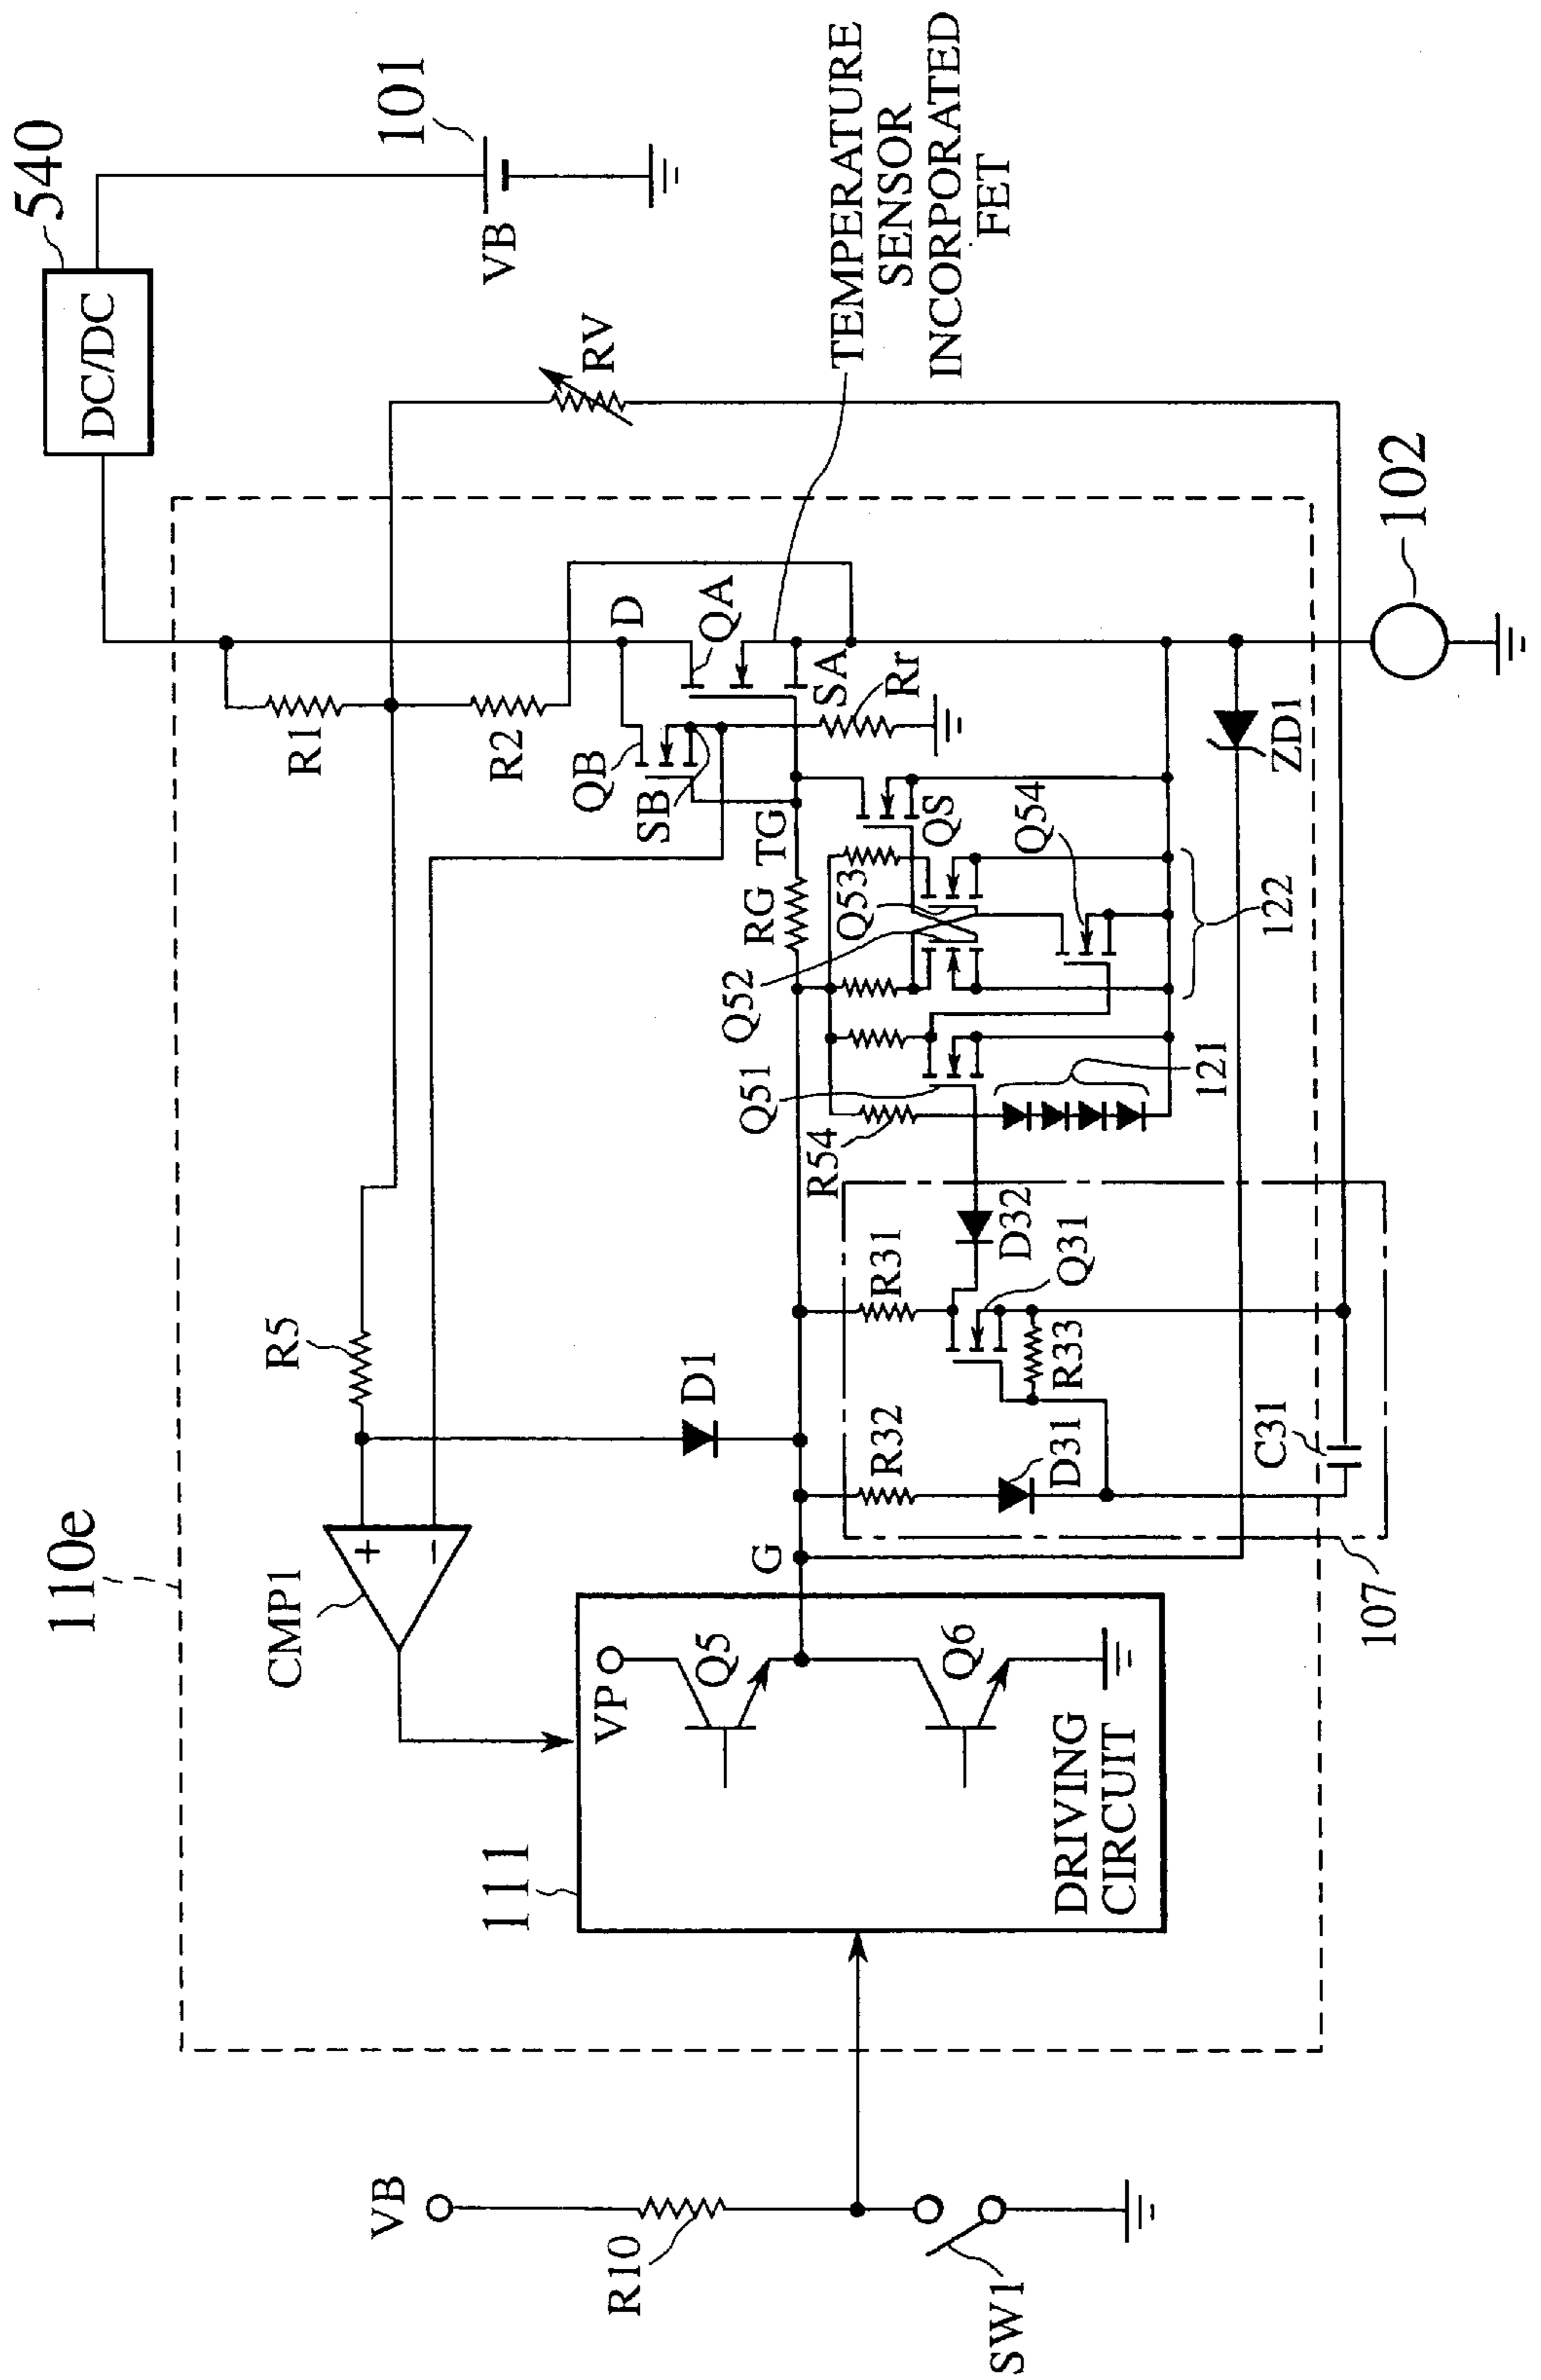 110e
540
DC/DC
101
VB
RV
R1
R2
R5
CMP1
+
-
D
QA
QB
SB
SA
Rr
TG
RG
TEMPERATURE
SENSOR
INCORPORATED
FET
D1
G
111
VP
Q5
Q6
DRIVING
CIRCUIT
R32
R31
D31
D32
Q31
R33
C31
107
R54
Q51
Q52
Q53
QS
Q54
121
122
ZD1
102
VB
R10
SW1